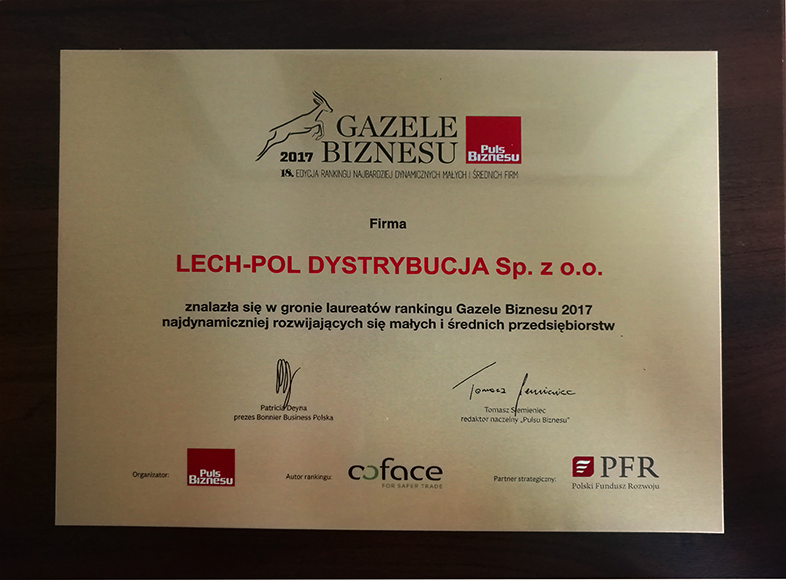 GAZELE
2017 BIZNESU
Puls
Biznesu
18. EDYCJA RANKINGU NAJBARDZIEJ DYNAMICZNYCH MAŁYCH I ŚREDNICH FIRM
Firma
LECH-POL DYSTRYBUCJA Sp. z o.o.
znalazła się w gronie laureatów rankingu Gazele Biznesu 2017
najdynamiczniej rozwijających się małych i średnich przedsiębiorstw
Patricia Deyna
prezes Bonnier Business Polska
Tomasz Siemieniec
Tomasz Siemieniec
redaktor naczelny „Pulsu Biznesu”
Organizator:
Puls
Biznesu
Autor rankingu:
coface
FOR SAFER TRADE
Partner strategiczny:
PFR
Polski Fundusz Rozwoju